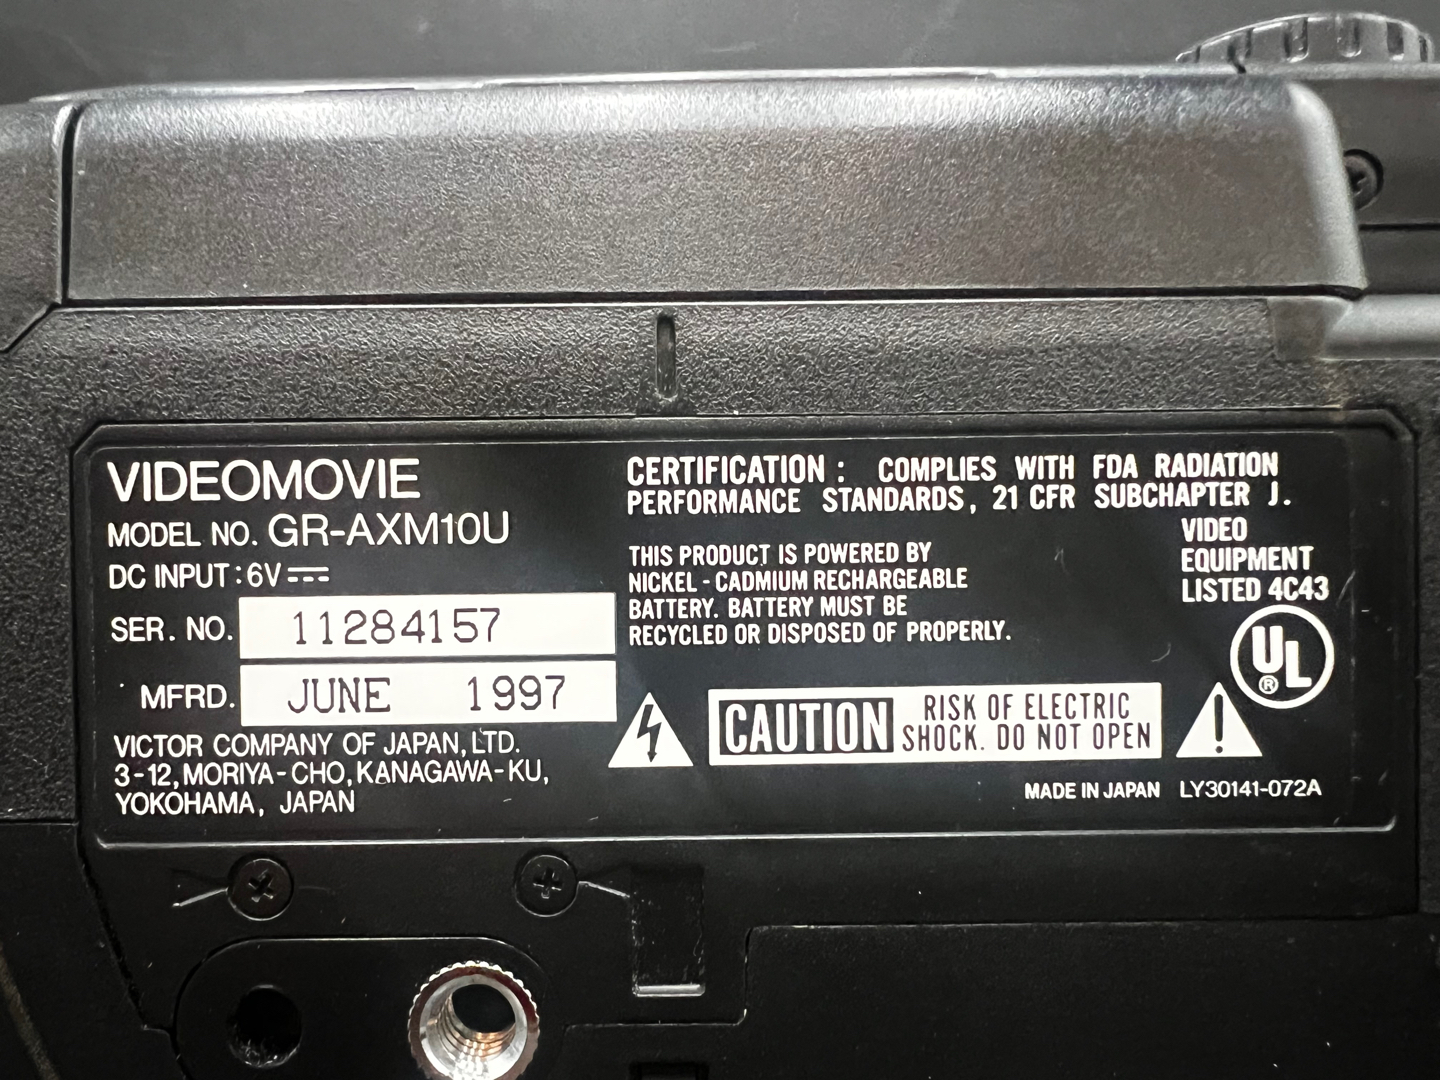 VIDEOMOVIE
MODEL NO. GR-AXM10U
DC INPUT: 6V
SER. NO. 11284157
MFRD. JUNE 1997
VICTOR COMPANY OF JAPAN, LTD.
3-12, MORIYA-CHO, KANAGAWA-KU,
YOKOHAMA, JAPAN
CERTIFICATION : COMPLIES WITH FDA RADIATION
PERFORMANCE STANDARDS, 21 CFR SUBCHAPTER J.
THIS PRODUCT IS POWERED BY
NICKEL-CADMIUM RECHARGEABLE
BATTERY. BATTERY MUST BE
RECYCLED OR DISPOSED OF PROPERLY.
VIDEO
EQUIPMENT
LISTED 4C43
UL ®
CAUTION
RISK OF ELECTRIC
SHOCK. DO NOT OPEN
MADE IN JAPAN LY30141-072A